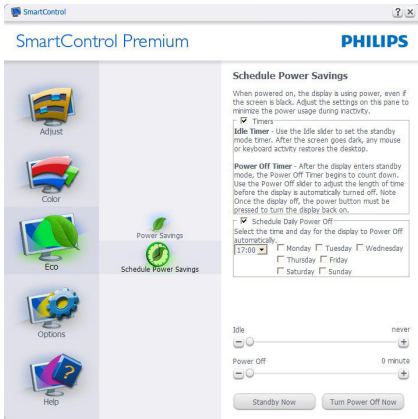 SmartControl
? ×
SmartControl Premium
PHILIPS
Adjust
Color
Eco
Options
Help
Power Savings
Schedule Power Savings
Schedule Power Savings
When powered on, the display is using power, even if
the screen is black. Adjust the settings on this pane to
minimize the power usage during inactivity.
Timers
Idle Timer - Use the Idle slider to set the standby
mode timer. After the screen goes dark, any mouse
or keyboard activity restores the desktop.
Power Off Timer - After the display enters standby
mode, the Power Off Timer begins to count down.
Use the Power Off slider to adjust the length of time
before the display is automatically turned off. Note
Once the display off, the power button must be
pressed to turn the display back on.
Schedule Daily Power Off
Select the time and day for the display to Power Off
automatically.
17:00 Monday Tuesday Wednesday
Thursday Friday
Saturday Sunday
Idle never
Power Off 0 minute
Standby Now Turn Power Off Now